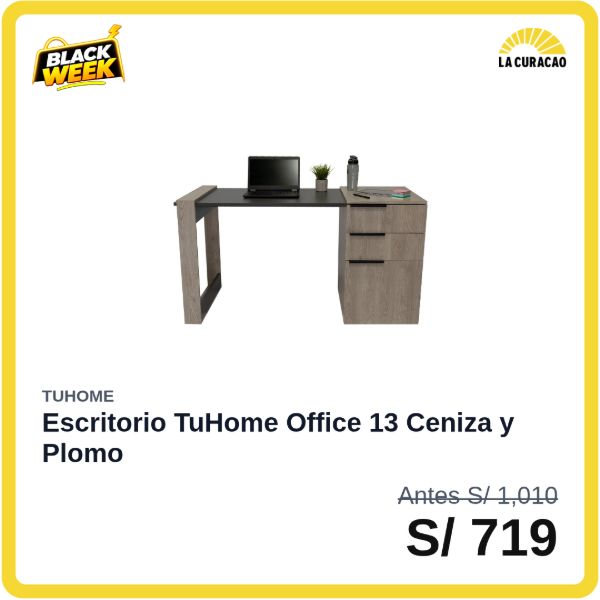 BLACK
WEEK
LA CURACAO
TUHOME
Escritorio TuHome Office 13 Ceniza y
Plomo
Antes S/ 1,010
S/ 719